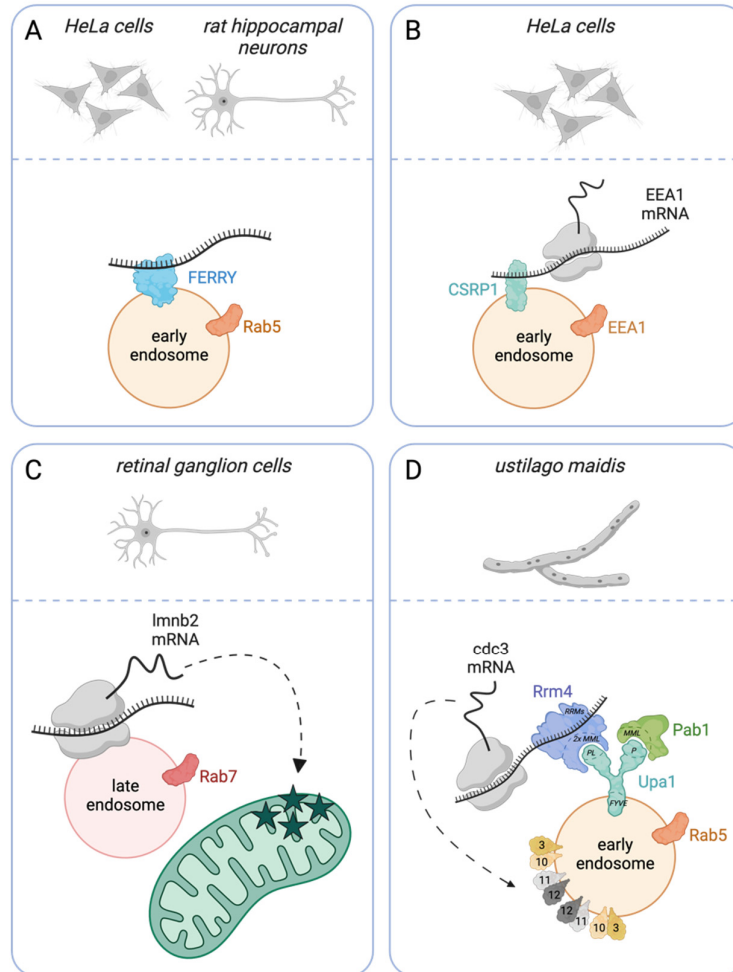 A
HeLa cells
rat hippocampal
neurons
FERRY
Rab5
early
endosome
B
HeLa cells
EEA1
mRNA
CSRP1
EEA1
early
endosome
C
retinal ganglion cells
lmnb2
mRNA
Rab7
late
endosome
D
ustilago maidis
cdc3
mRNA
Rrm4
RRMs
2x MML
MML
Pab1
PL
P
Upa1
FYVE
Rab5
early
endosome
3
10
11
12
12
11
10
3